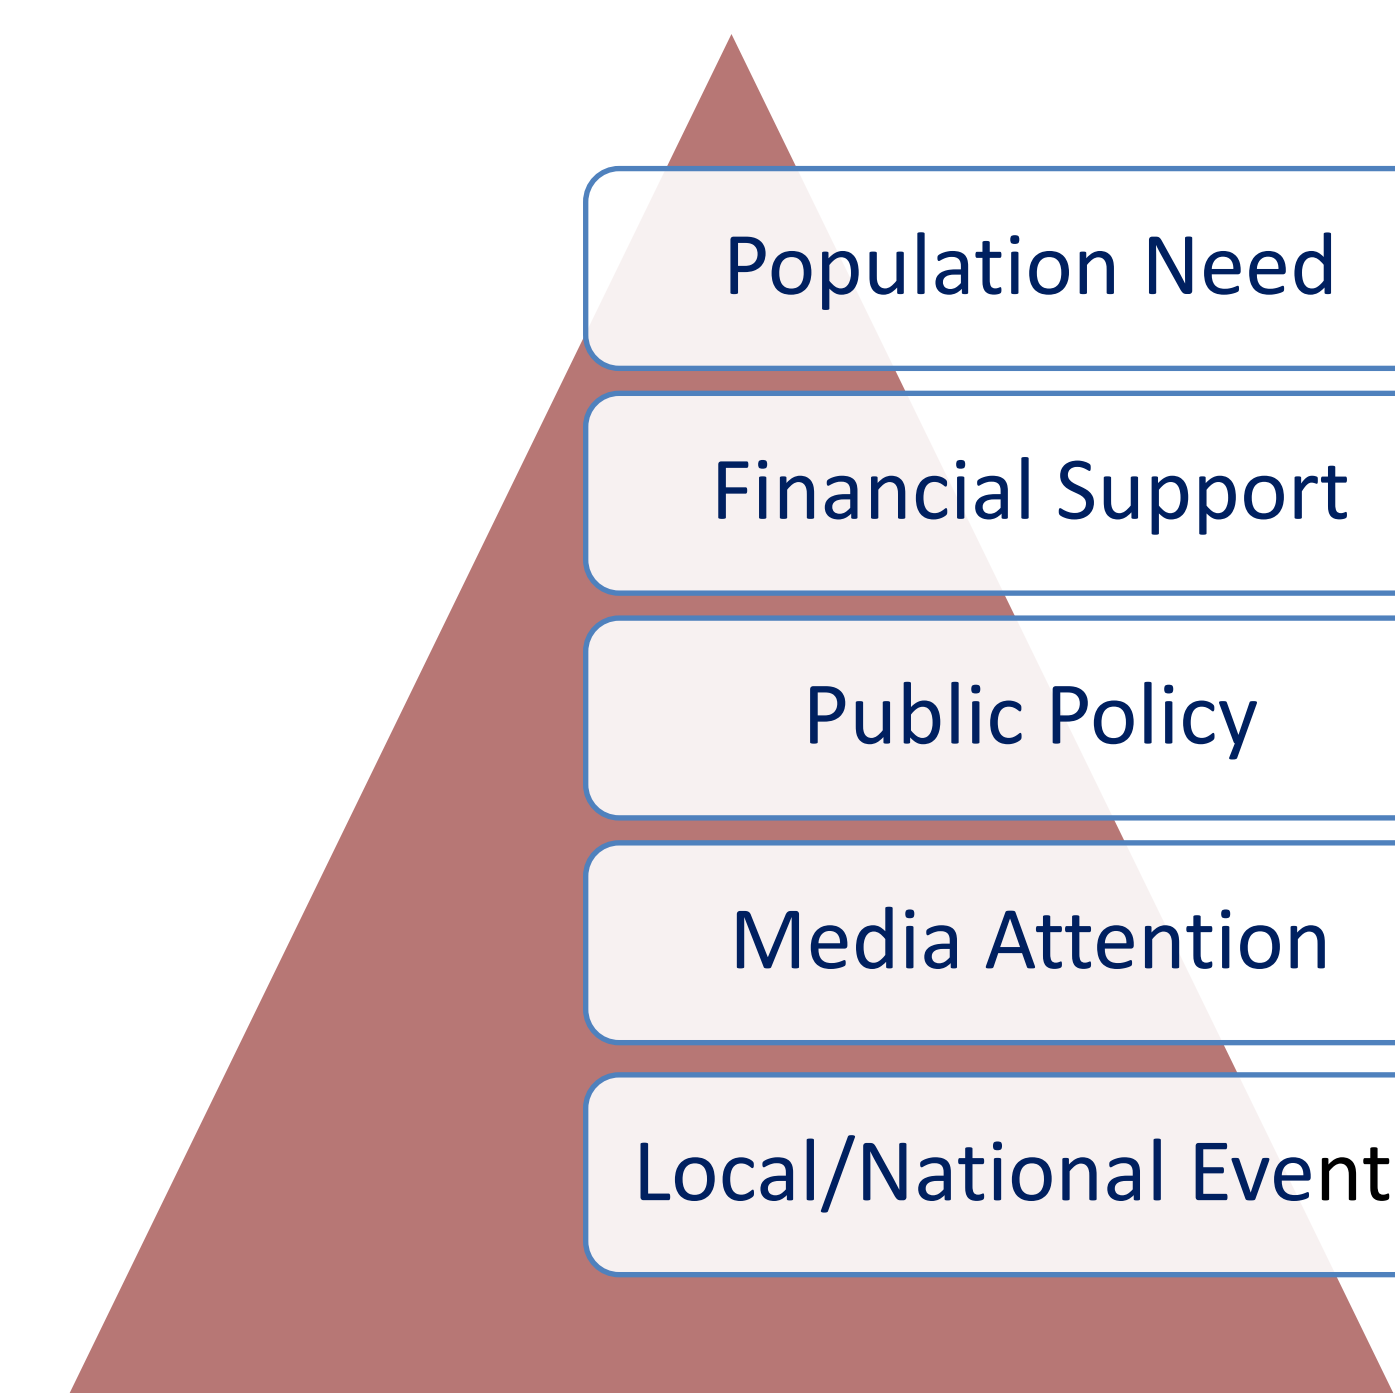 Population Need
Financial Support
Public Policy
Media Attention
Local/National Event